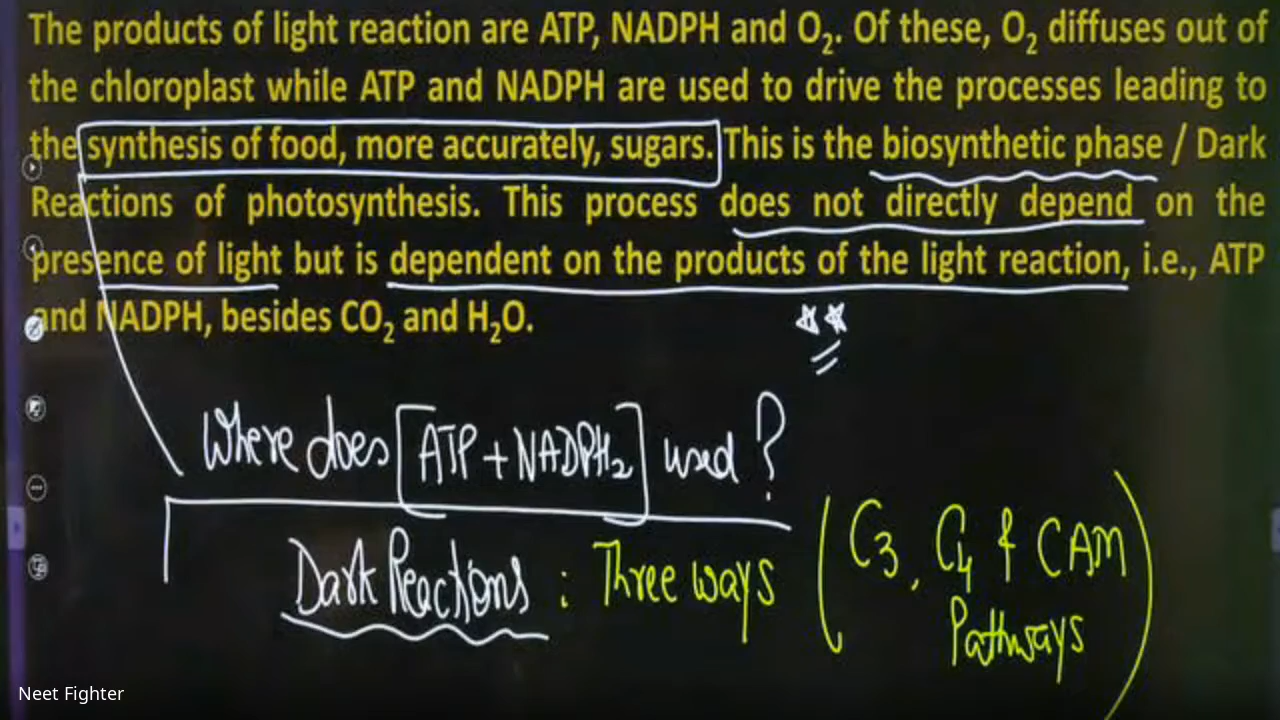 The products of light reaction are ATP, NADPH and O₂. Of these, O₂ diffuses out of
the chloroplast while ATP and NADPH are used to drive the processes leading to
the synthesis of food, more accurately, sugars. This is the biosynthetic phase / Dark
Reactions of photosynthesis. This process does not directly depend on the
presence of light but is dependent on the products of the light reaction, i.e., ATP
and NADPH, besides CO₂ and H₂O.
Where does [ATP + NADPH₂] used?
Dark Reactions : Three ways (C3, C4 & CAM
Pathways)
Neet Fighter